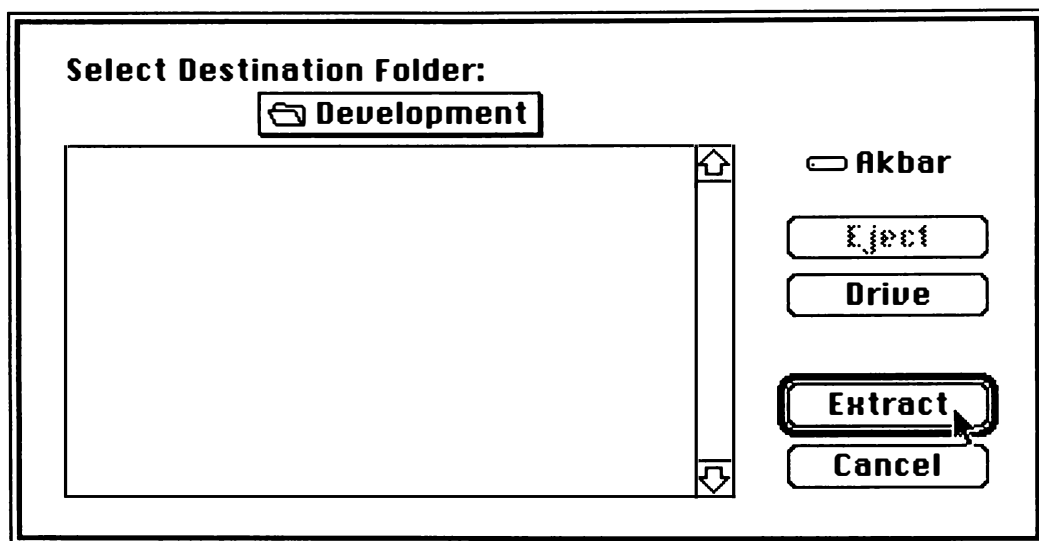 Select Destination Folder:
Development
Akbar
Eject
Drive
Extract
Cancel